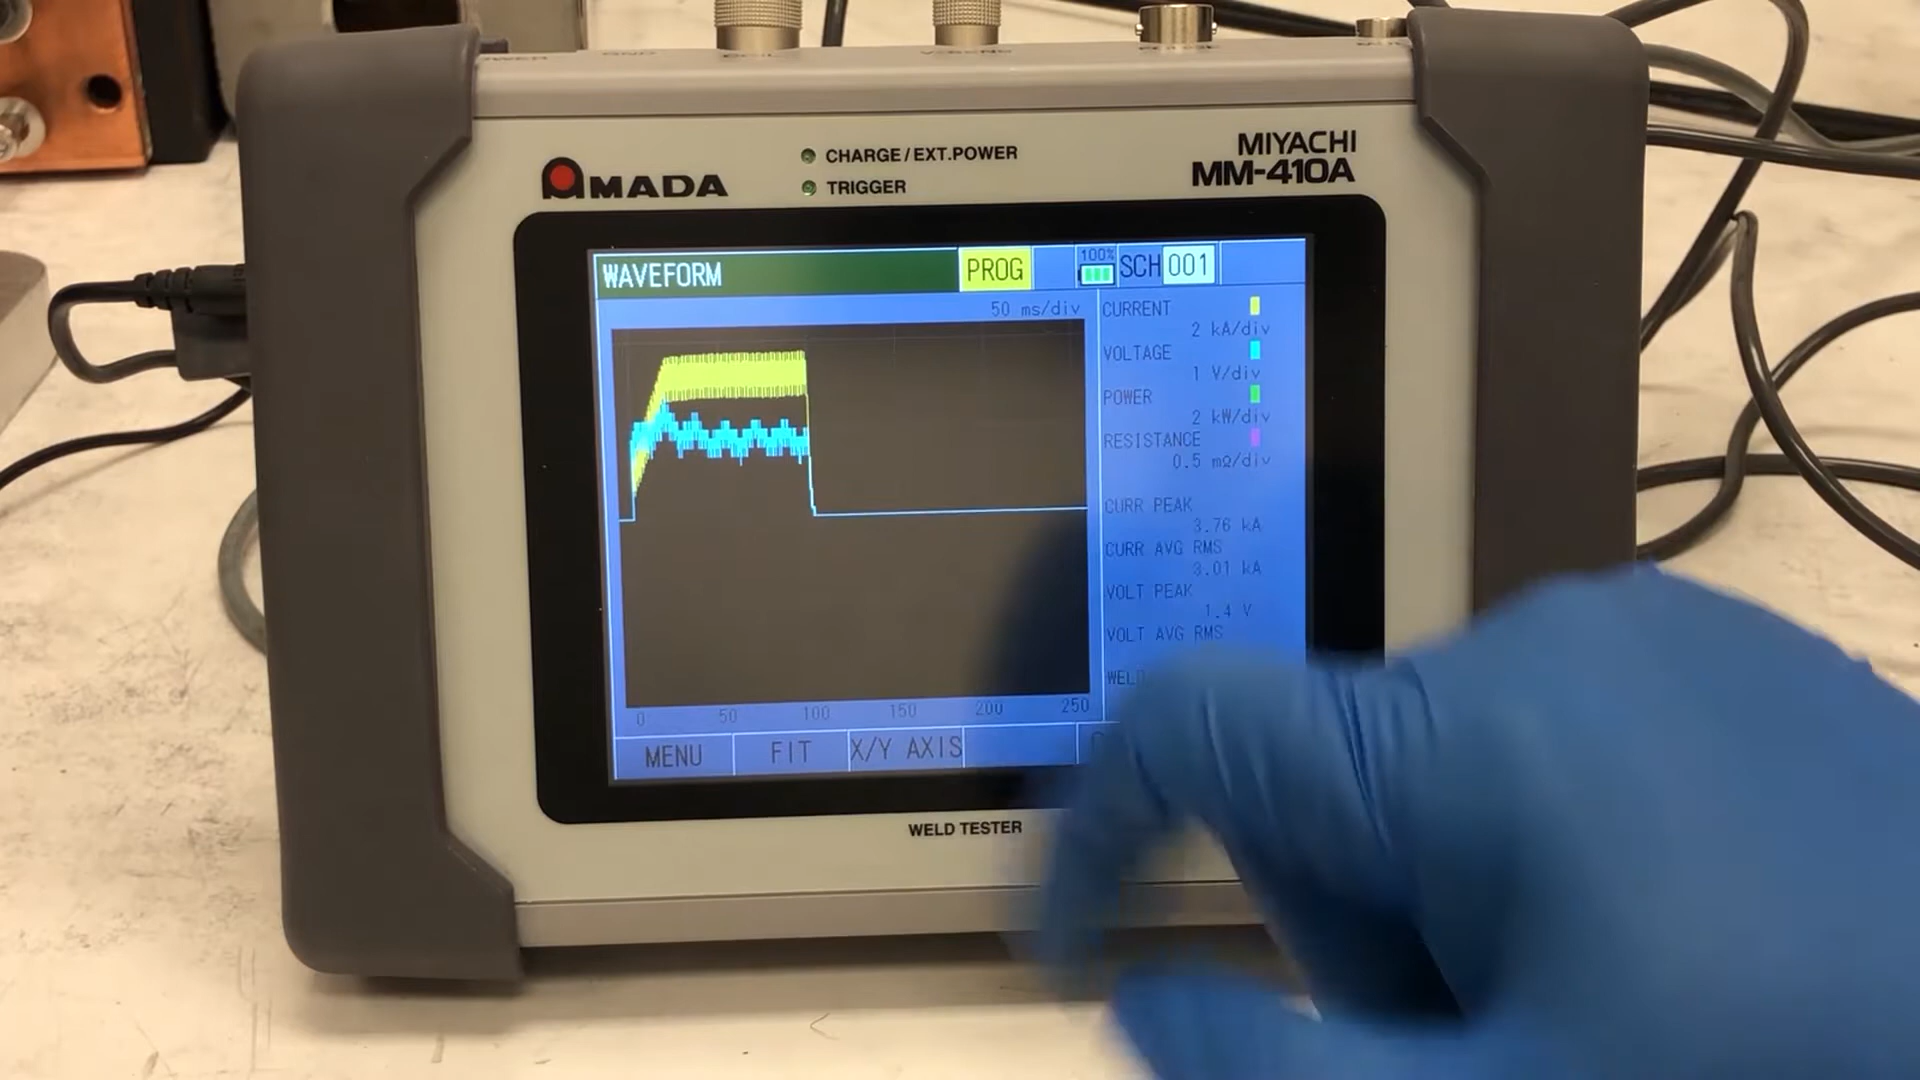 AMADA
CHARGE/EXT.POWER
TRIGGER
MIYACHI
MM-410A
WAVEFORM
PROG
100%
SCH 001
50 ms/div
CURRENT
2 kA/div
VOLTAGE
1 V/div
POWER
2 kW/div
RESISTANCE
0.5 mΩ/div
CURR PEAK
3.76 kA
CURR AVG RMS
3.01 kA
VOLT PEAK
1.4 V
VOLT AVG RMS
WELD
0 50 100 150 200 250
MENU FIT X/Y AXIS
WELD TESTER